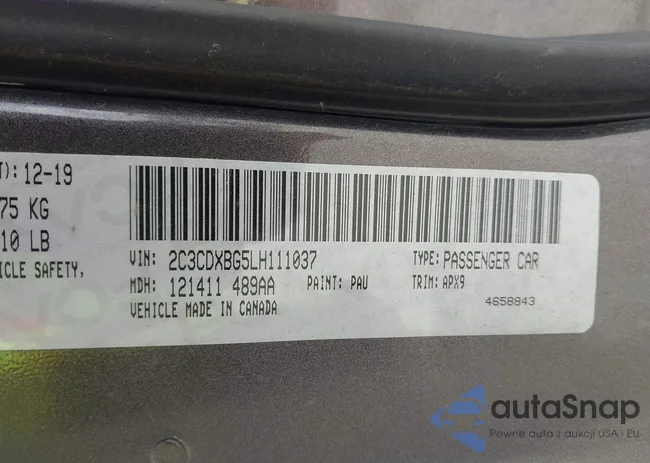 T): 12-19
75 KG
10 LB
ICLE SAFETY,
VIN: 2C3CDXBG5LH111037
TYPE: PASSENGER CAR
MDH: 121411 489AA
PAINT: PAU
TRIM: APX9
VEHICLE MADE IN CANADA
4658843
autaSnap
Pewne auta z aukcji USA i EU